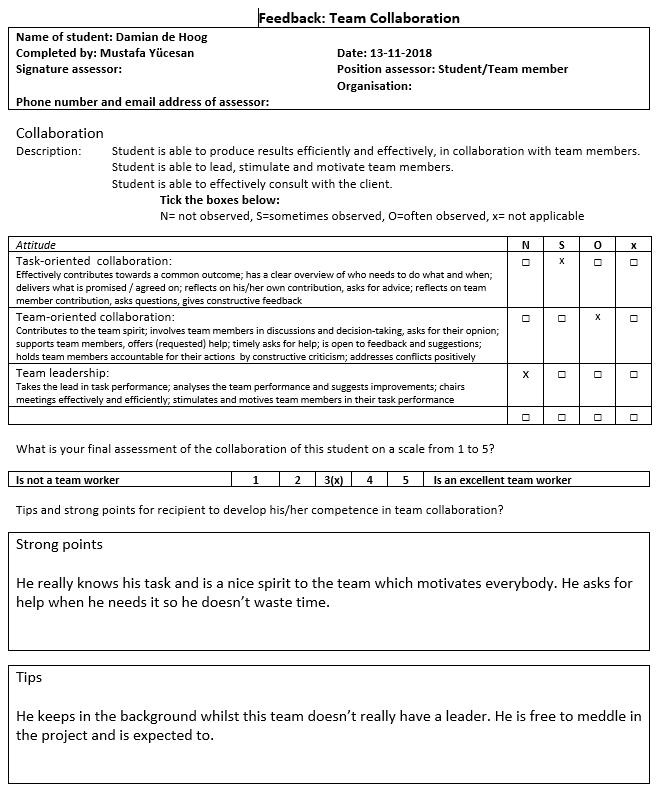 Feedback: Team Collaboration
Name of student: Damian de Hoog
Completed by: Mustafa Yücesan Date: 13-11-2018
Signature assessor: Position assessor: Student/Team member
Organisation:
Phone number and email address of assessor:
Collaboration
Description: Student is able to produce results efficiently and effectively, in collaboration with team members.
Student is able to lead, stimulate and motivate team members.
Student is able to effectively consult with the client.
Tick the boxes below:
N= not observed, S=sometimes observed, O=often observed, x= not applicable
Attitude N S O x
Task-oriented collaboration: □ x □ □
Effectively contributes towards a common outcome; has a clear overview of who needs to do what and when;
delivers what is promised / agreed on; reflects on his/her own contribution, asks for advice; reflects on team
member contribution, asks questions, gives constructive feedback
Team-oriented collaboration: □ □ x □
Contributes to the team spirit; involves team members in discussions and decision-taking, asks for their opnion;
supports team members, offers (requested) help; timely asks for help; is open to feedback and suggestions;
holds team members accountable for their actions by constructive criticism; addresses conflicts positively
Team leadership: x □ □ □
Takes the lead in task performance; analyses the team performance and suggests improvements; chairs
meetings effectively and efficiently; stimulates and motives team members in their task performance
□ □ □ □
What is your final assessment of the collaboration of this student on a scale from 1 to 5?
Is not a team worker 1 2 3(x) 4 5 Is an excellent team worker
Tips and strong points for recipient to develop his/her competence in team collaboration?
Strong points
He really knows his task and is a nice spirit to the team which motivates everybody. He asks for
help when he needs it so he doesn't waste time.
Tips
He keeps in the background whilst this team doesn't really have a leader. He is free to meddle in
the project and is expected to.